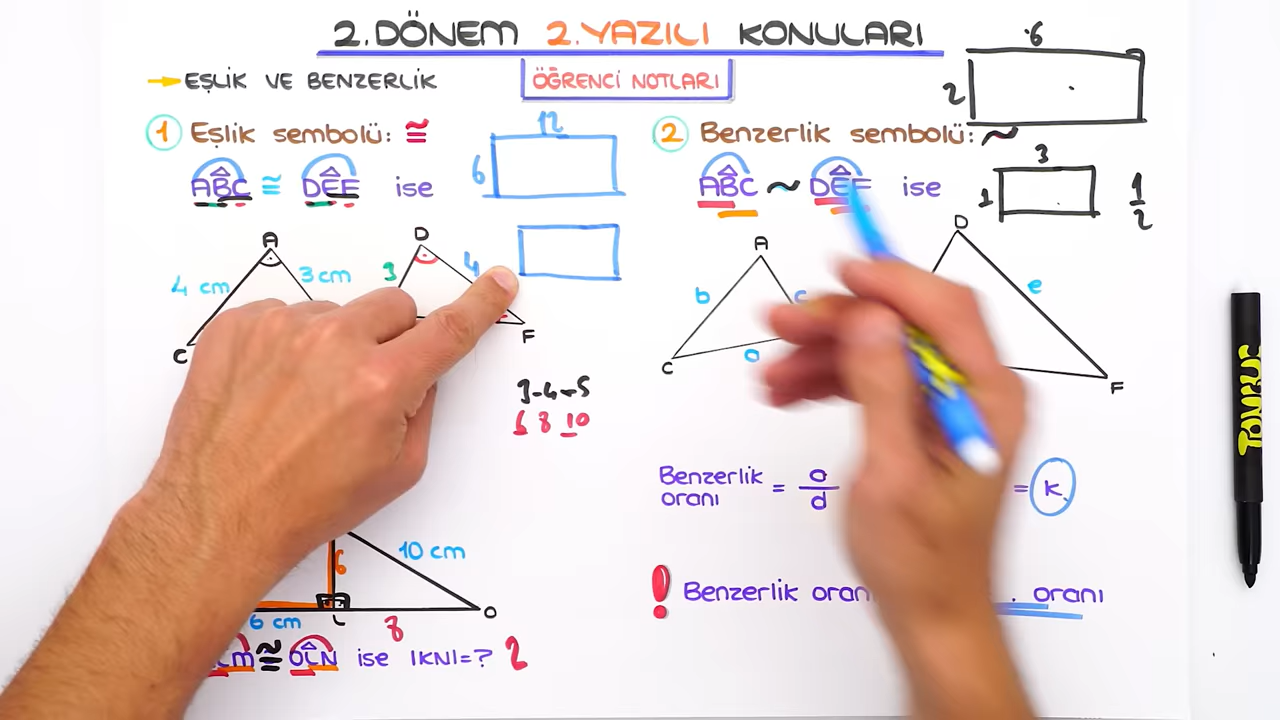 2.DÖNEM 2.YAZILI KONULARI
EŞLİK VE BENZERLİK
ÖĞRENCİ NOTLARI
1 Eşlik sembolü: ≅
ABC ≅ DEF ise
12
6
A
4 cm 3 cm
C
D
3 4
F
3-4-5
6 8 10
10 cm
6
6 cm L 8 O
LM ≅ OLN ise |KN|=? 2
2 Benzerlik sembolü: ~
6
2
3
1
1/2
ABC ~ DEF ise
A
b c
C a
D
e
F
Benzerlik oranı = a/d = k
! Benzerlik oranı